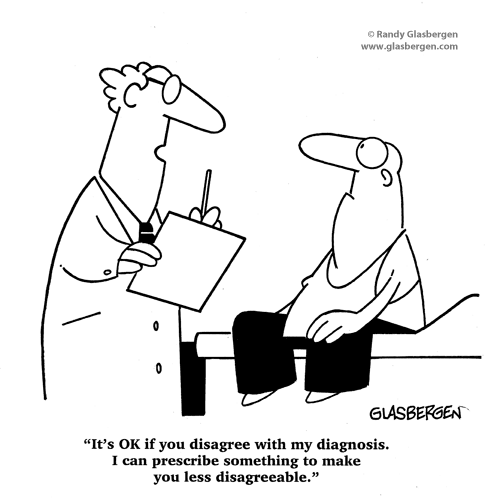 © Randy Glasbergen
www.glasbergen.com
GLASBERGEN
“It’s OK if you disagree with my diagnosis.
I can prescribe something to make
you less disagreeable.”